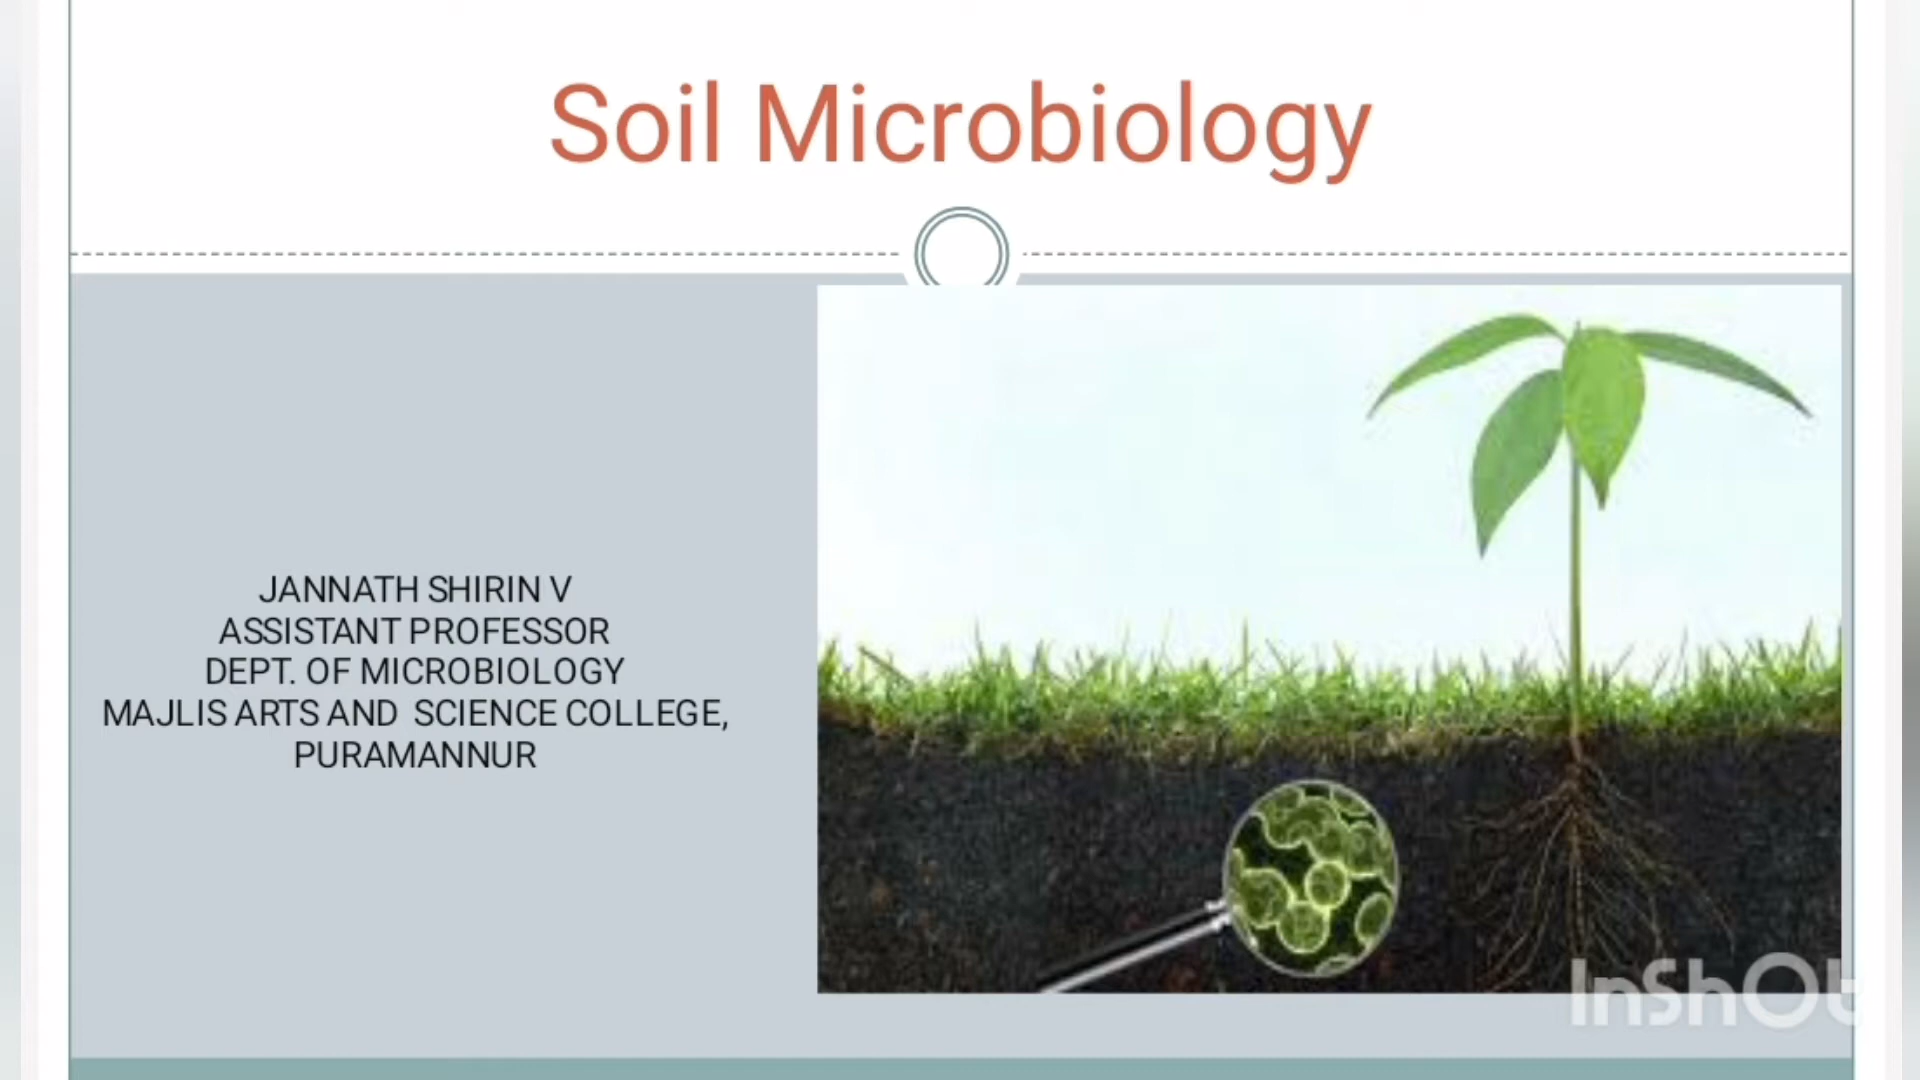 Soil Microbiology
JANNATH SHIRIN V
ASSISTANT PROFESSOR
DEPT. OF MICROBIOLOGY
MAJLIS ARTS AND SCIENCE COLLEGE,
PURAMANNUR
InShOt